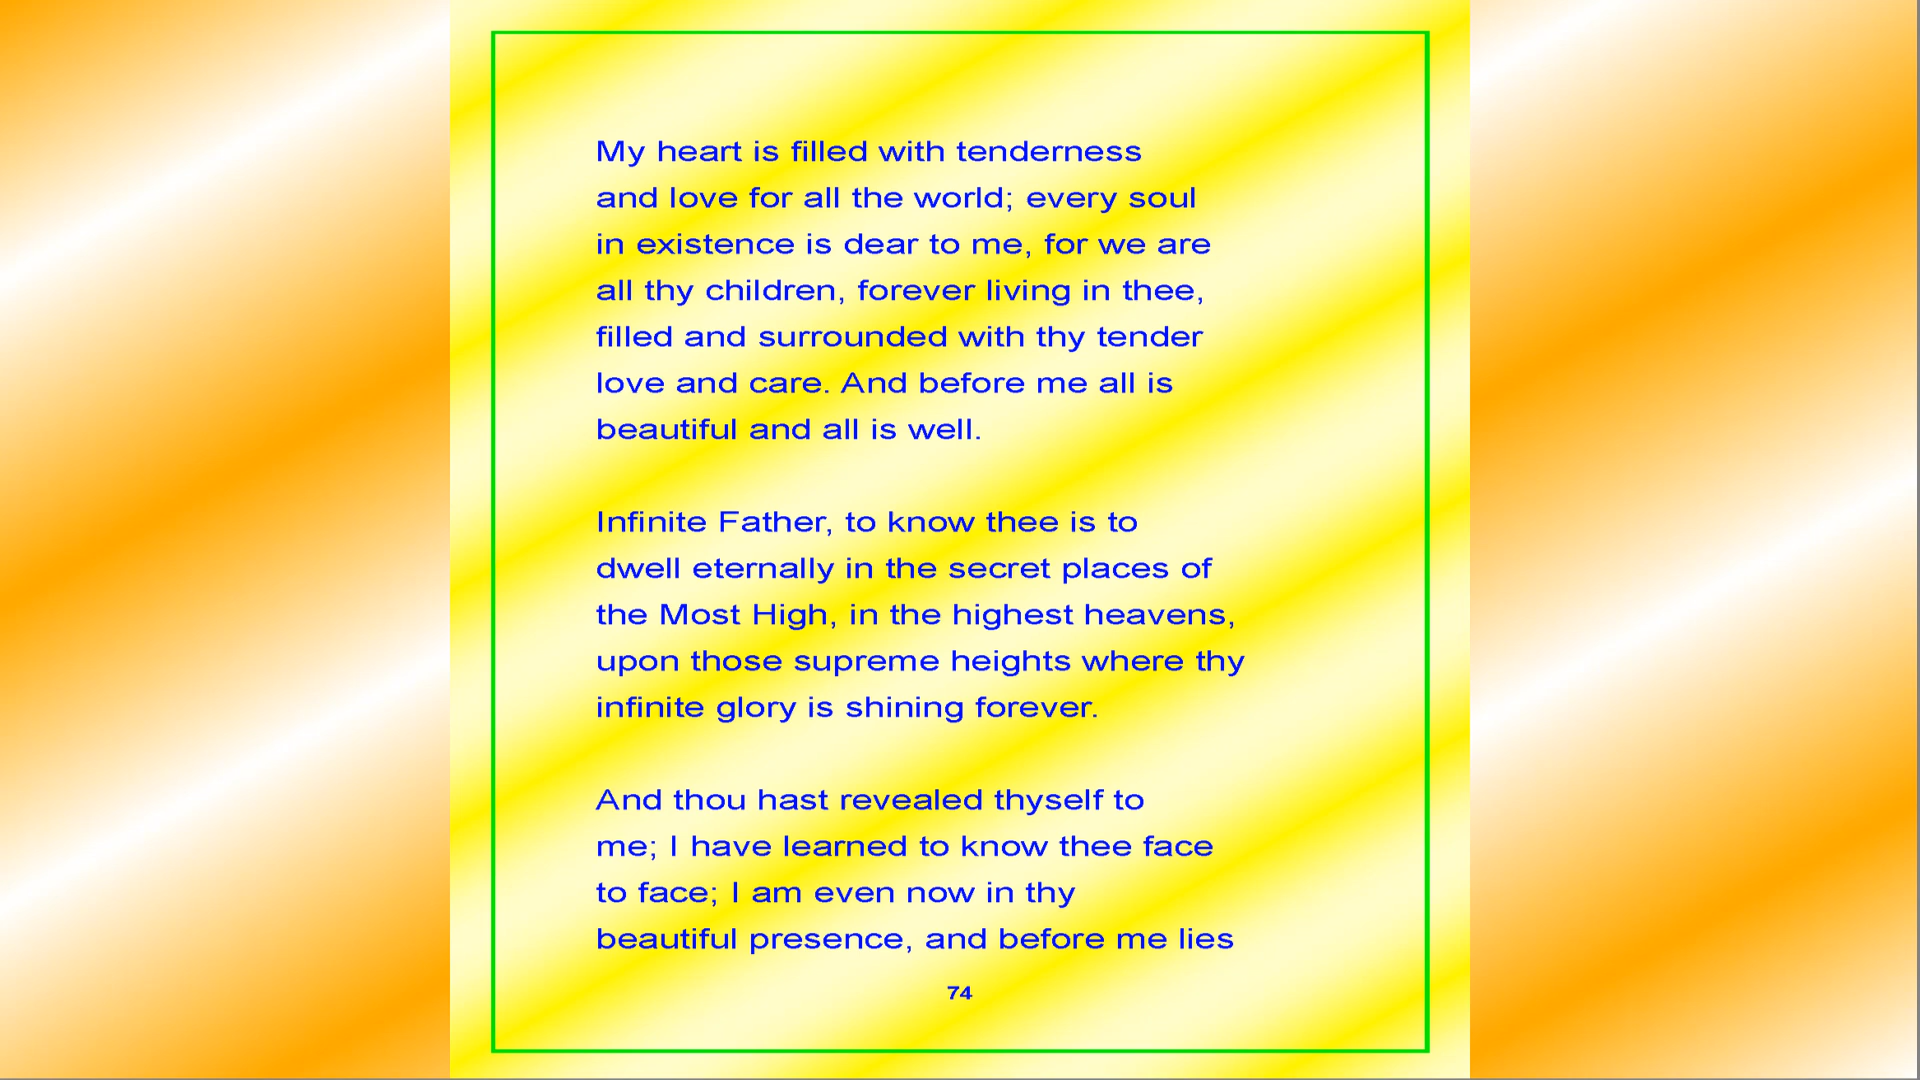 My heart is filled with tenderness
and love for all the world; every soul
in existence is dear to me, for we are
all thy children, forever living in thee,
filled and surrounded with thy tender
love and care. And before me all is
beautiful and all is well.
Infinite Father, to know thee is to
dwell eternally in the secret places of
the Most High, in the highest heavens,
upon those supreme heights where thy
infinite glory is shining forever.
And thou hast revealed thyself to
me; I have learned to know thee face
to face; I am even now in thy
beautiful presence, and before me lies
74